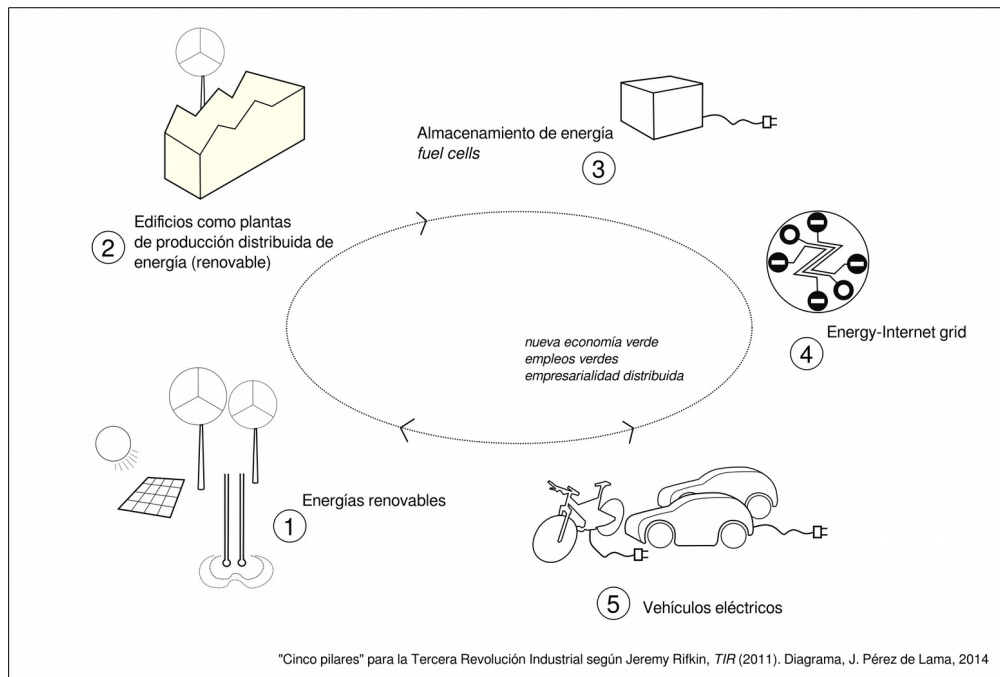 2
Edificios como plantas
de producción distribuida de
energía (renovable)
Almacenamiento de energía
fuel cells
3
Energy-Internet grid
4
nueva economía verde
empleos verdes
empresarialidad distribuida
Energías renovables
1
5
Vehículos eléctricos
"Cinco pilares" para la Tercera Revolución Industrial según Jeremy Rifkin, TIR (2011). Diagrama, J. Pérez de Lama, 2014